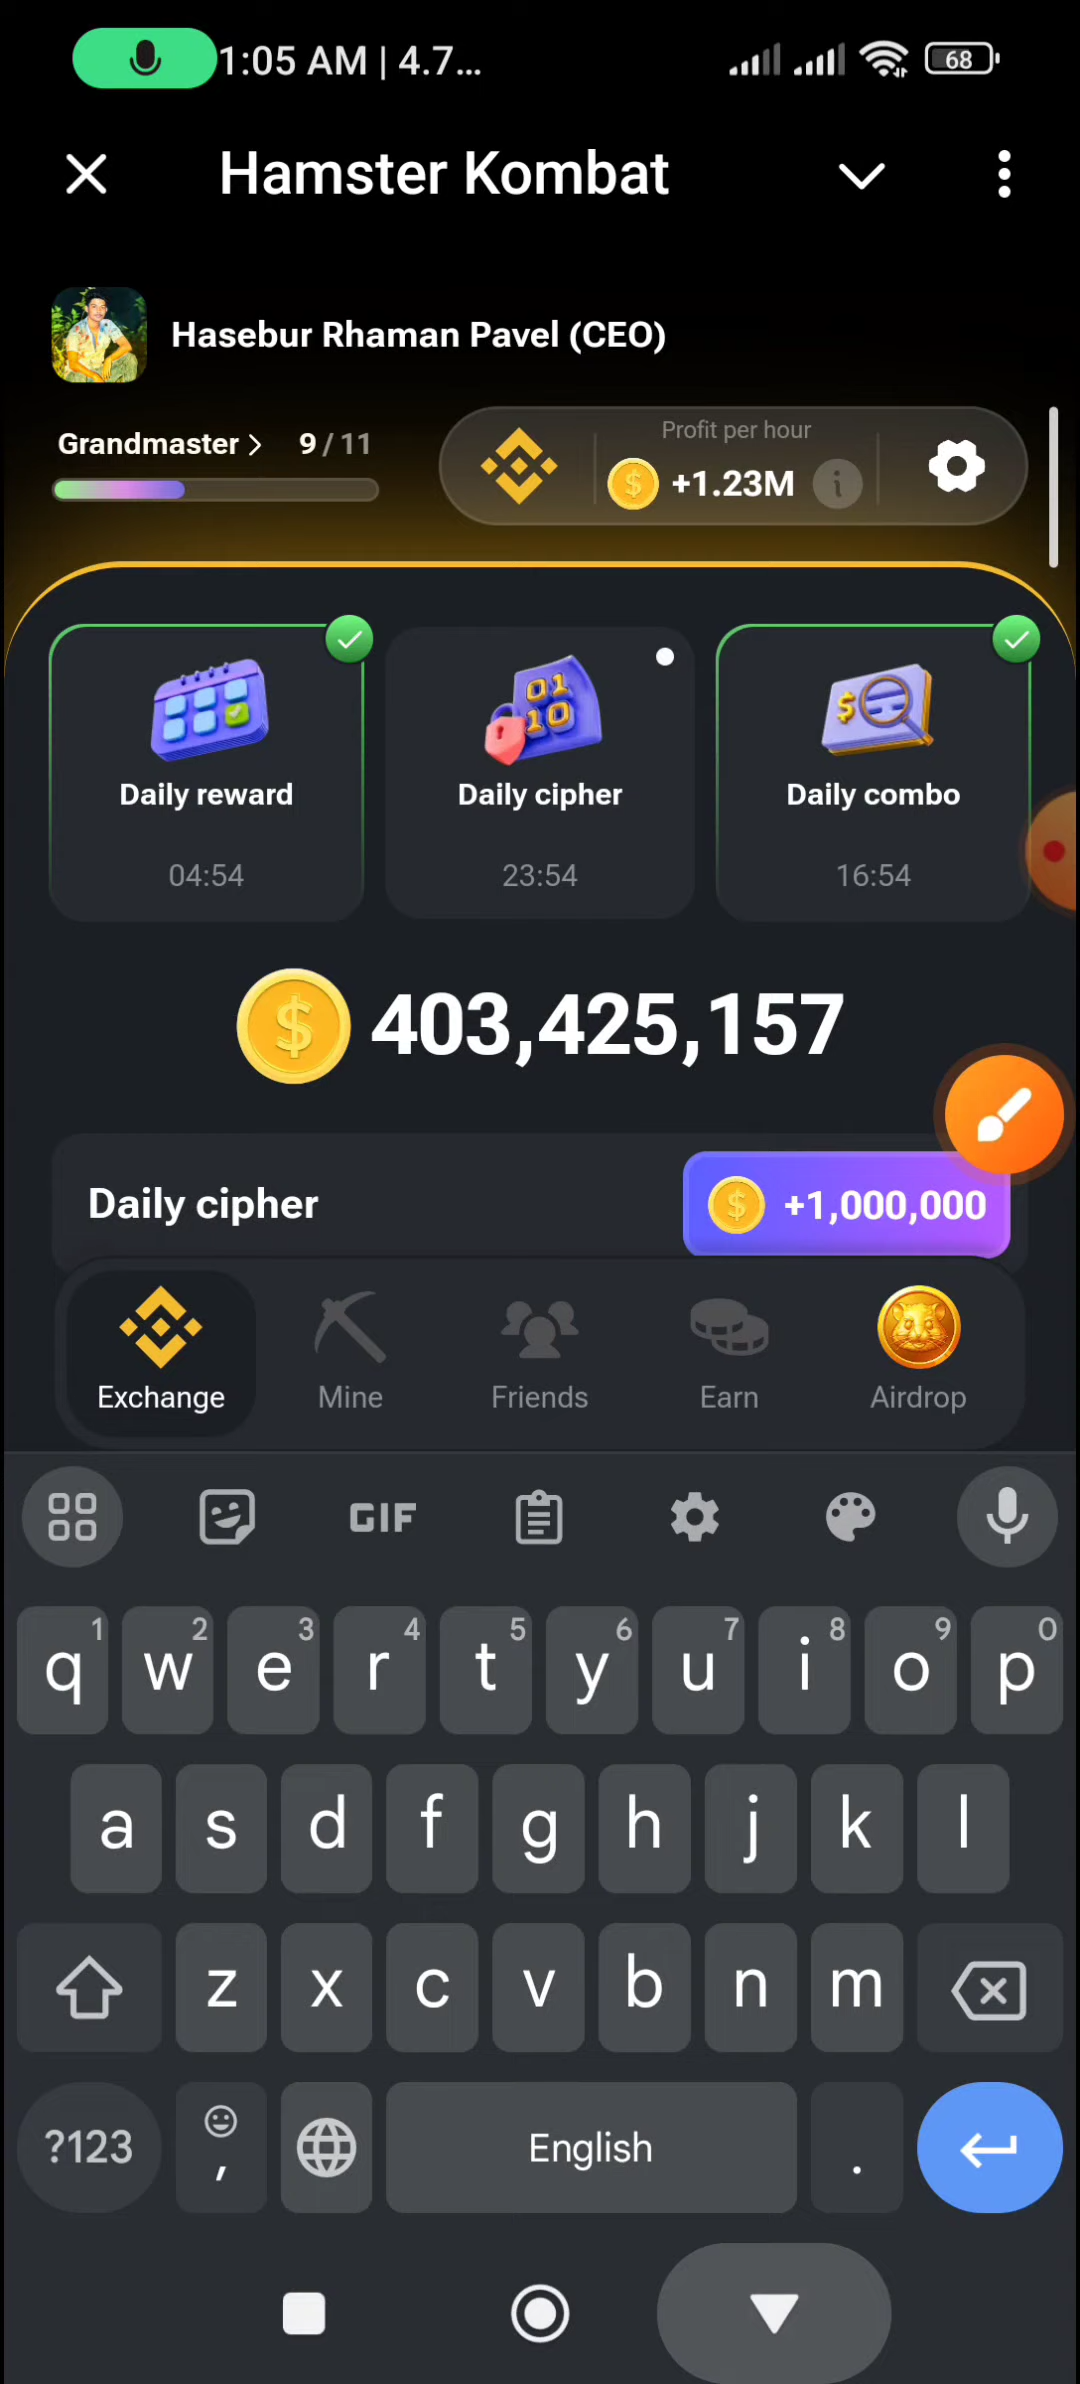 1:05 AM | 4.7...
68
Hamster Kombat
Hasebur Rhaman Pavel (CEO)
Grandmaster > 9 / 11
Profit per hour
+1.23M
Daily reward
04:54
Daily cipher
23:54
Daily combo
16:54
403,425,157
Daily cipher
+1,000,000
Exchange
Mine
Friends
Earn
Airdrop
GIF
q 1 w 2 e 3 r 4 t 5 y 6 u 7 i 8 o 9 p 0
a s d f g h j k l
z x c v b n m
?123 , English .